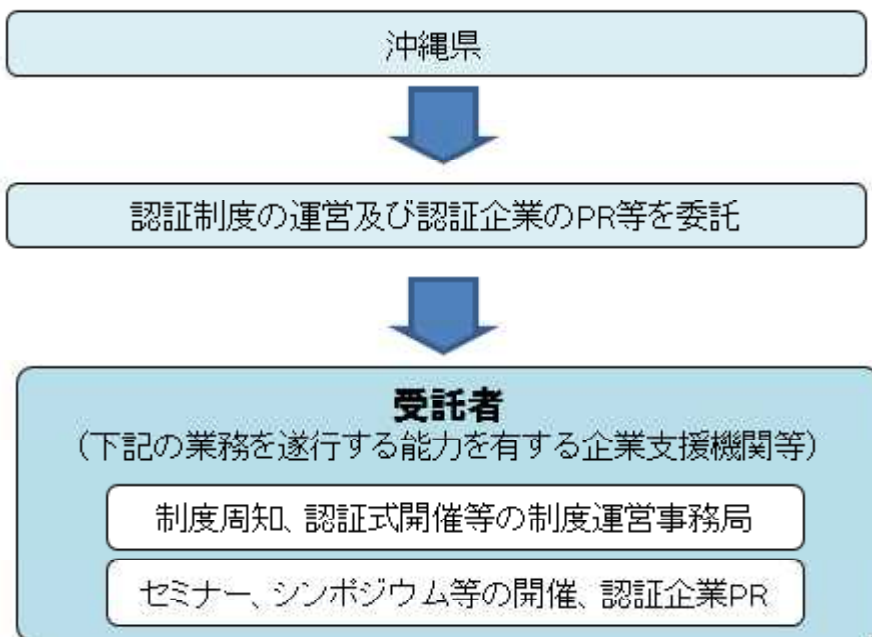 沖縄県
認証制度の運営及び認証企業のPR等を委託
受託者
（下記の業務を遂行する能力を有する企業支援機関等）
制度周知、認証式開催等の制度運営事務局
セミナー、シンポジウム等の開催、認証企業PR